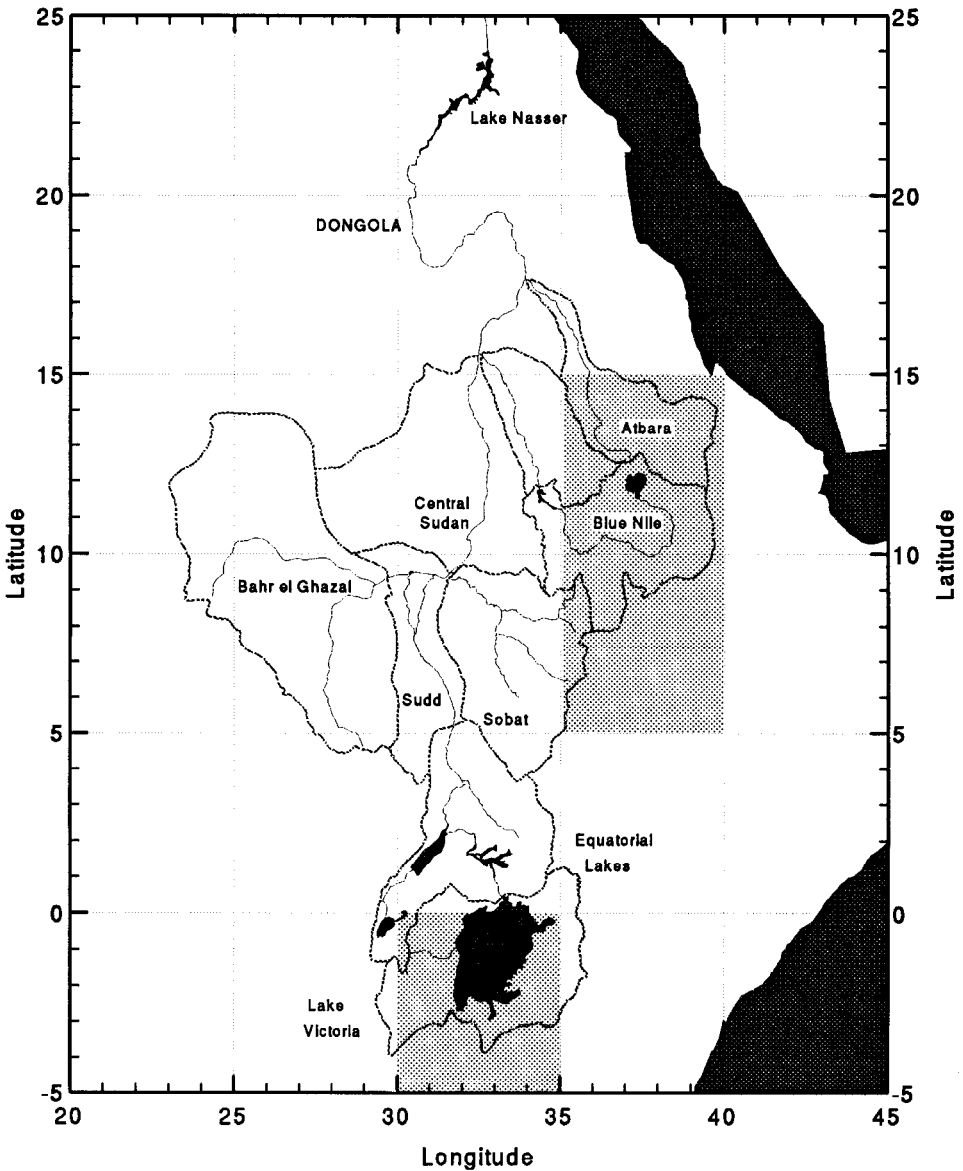 25
25
Lake Nasser
20
20
DONGOLA
15
15
Atbara
Central
Sudan
Blue Nile
Latitude
Latitude
10
10
Bahr el Ghazal
Sudd
Sobat
5
5
Equatorial
Lakes
0
0
Lake
Victoria
-5
-5
20
25
30
35
40
45
Longitude